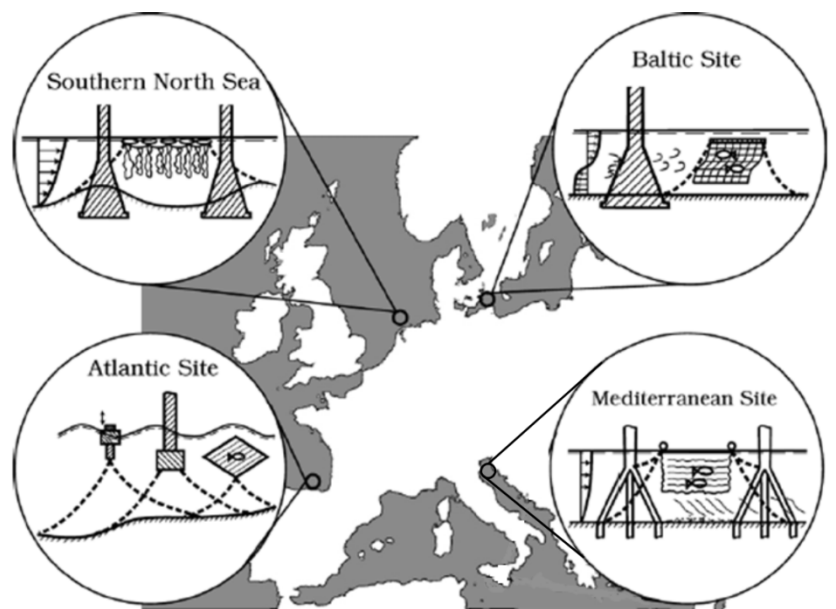 Southern North Sea
Baltic Site
Atlantic Site
Mediterranean Site